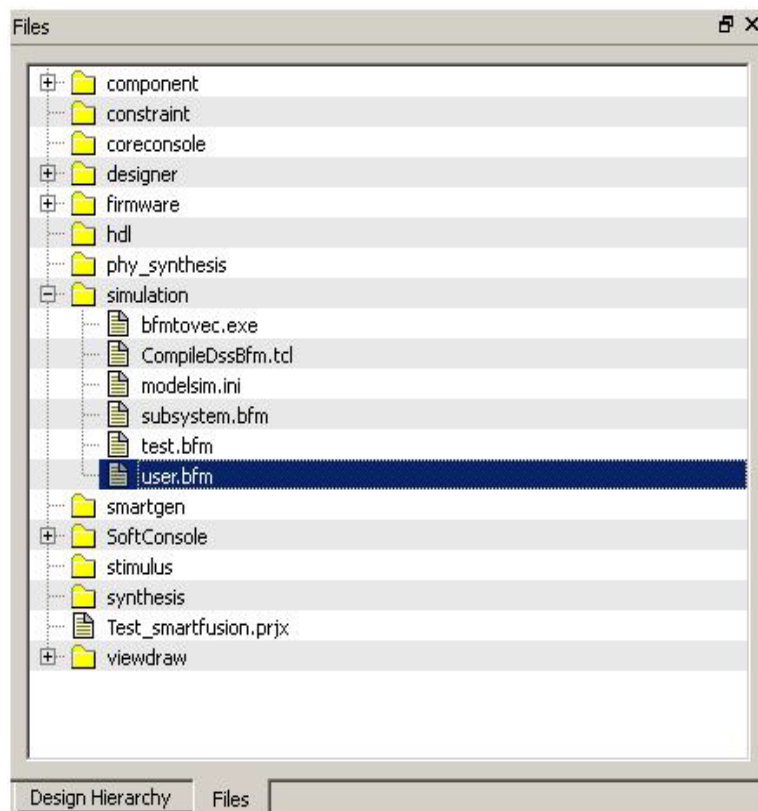 Files
component
constraint
coreconsole
designer
firmware
hdl
phy_synthesis
simulation
bfmtovec.exe
CompileDssBfm.tcl
modelsim.ini
subsystem.bfm
test.bfm
user.bfm
smartgen
SoftConsole
stimulus
synthesis
Test_smartfusion.prjx
viewdraw
Design Hierarchy Files